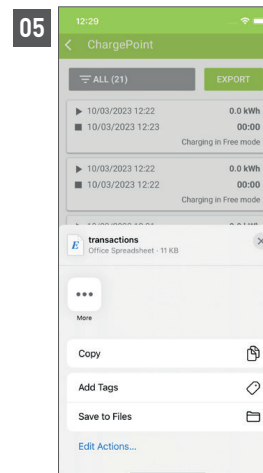 05
12:29
ChargePoint
ALL (21)
EXPORT
10/03/2023 12:22 0.0 kWh
10/03/2023 12:23 00:00
Charging in Free mode
10/03/2023 12:22 0.0 kWh
10/03/2023 12:22 00:00
Charging in Free mode
transactions
Office Spreadsheet · 11 KB
More
Copy
Add Tags
Save to Files
Edit Actions...